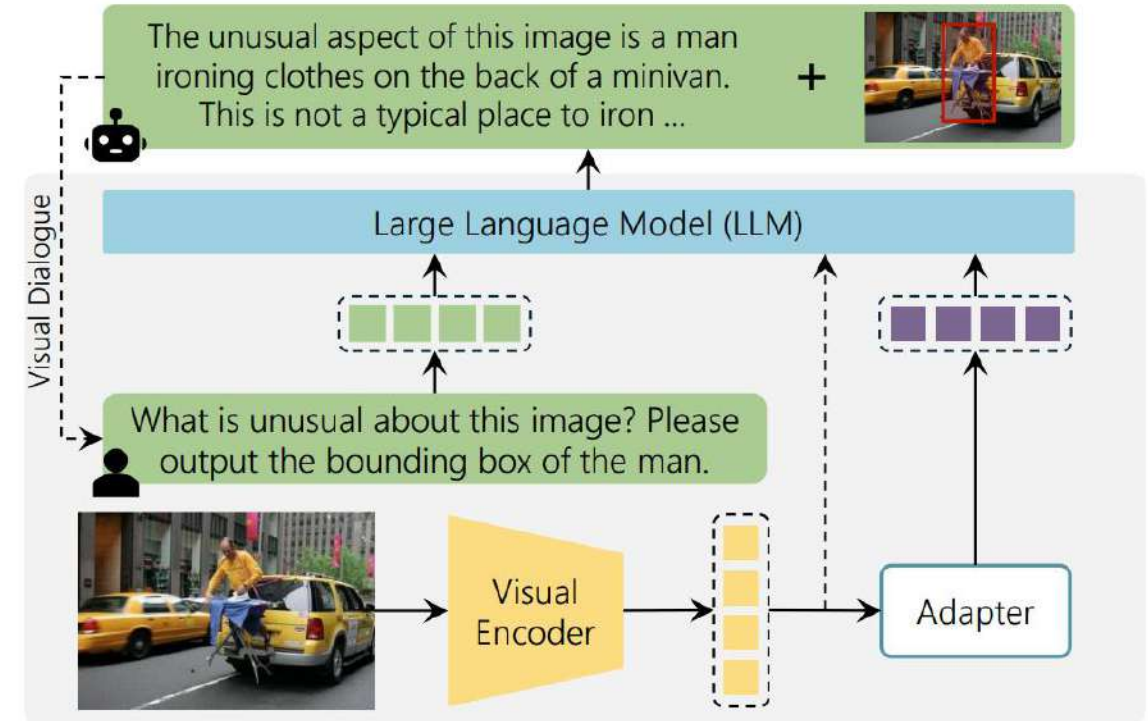 The unusual aspect of this image is a man
ironing clothes on the back of a minivan.
This is not a typical place to iron ...
+
Visual Dialogue
Large Language Model (LLM)
What is unusual about this image? Please
output the bounding box of the man.
Visual
Encoder
Adapter